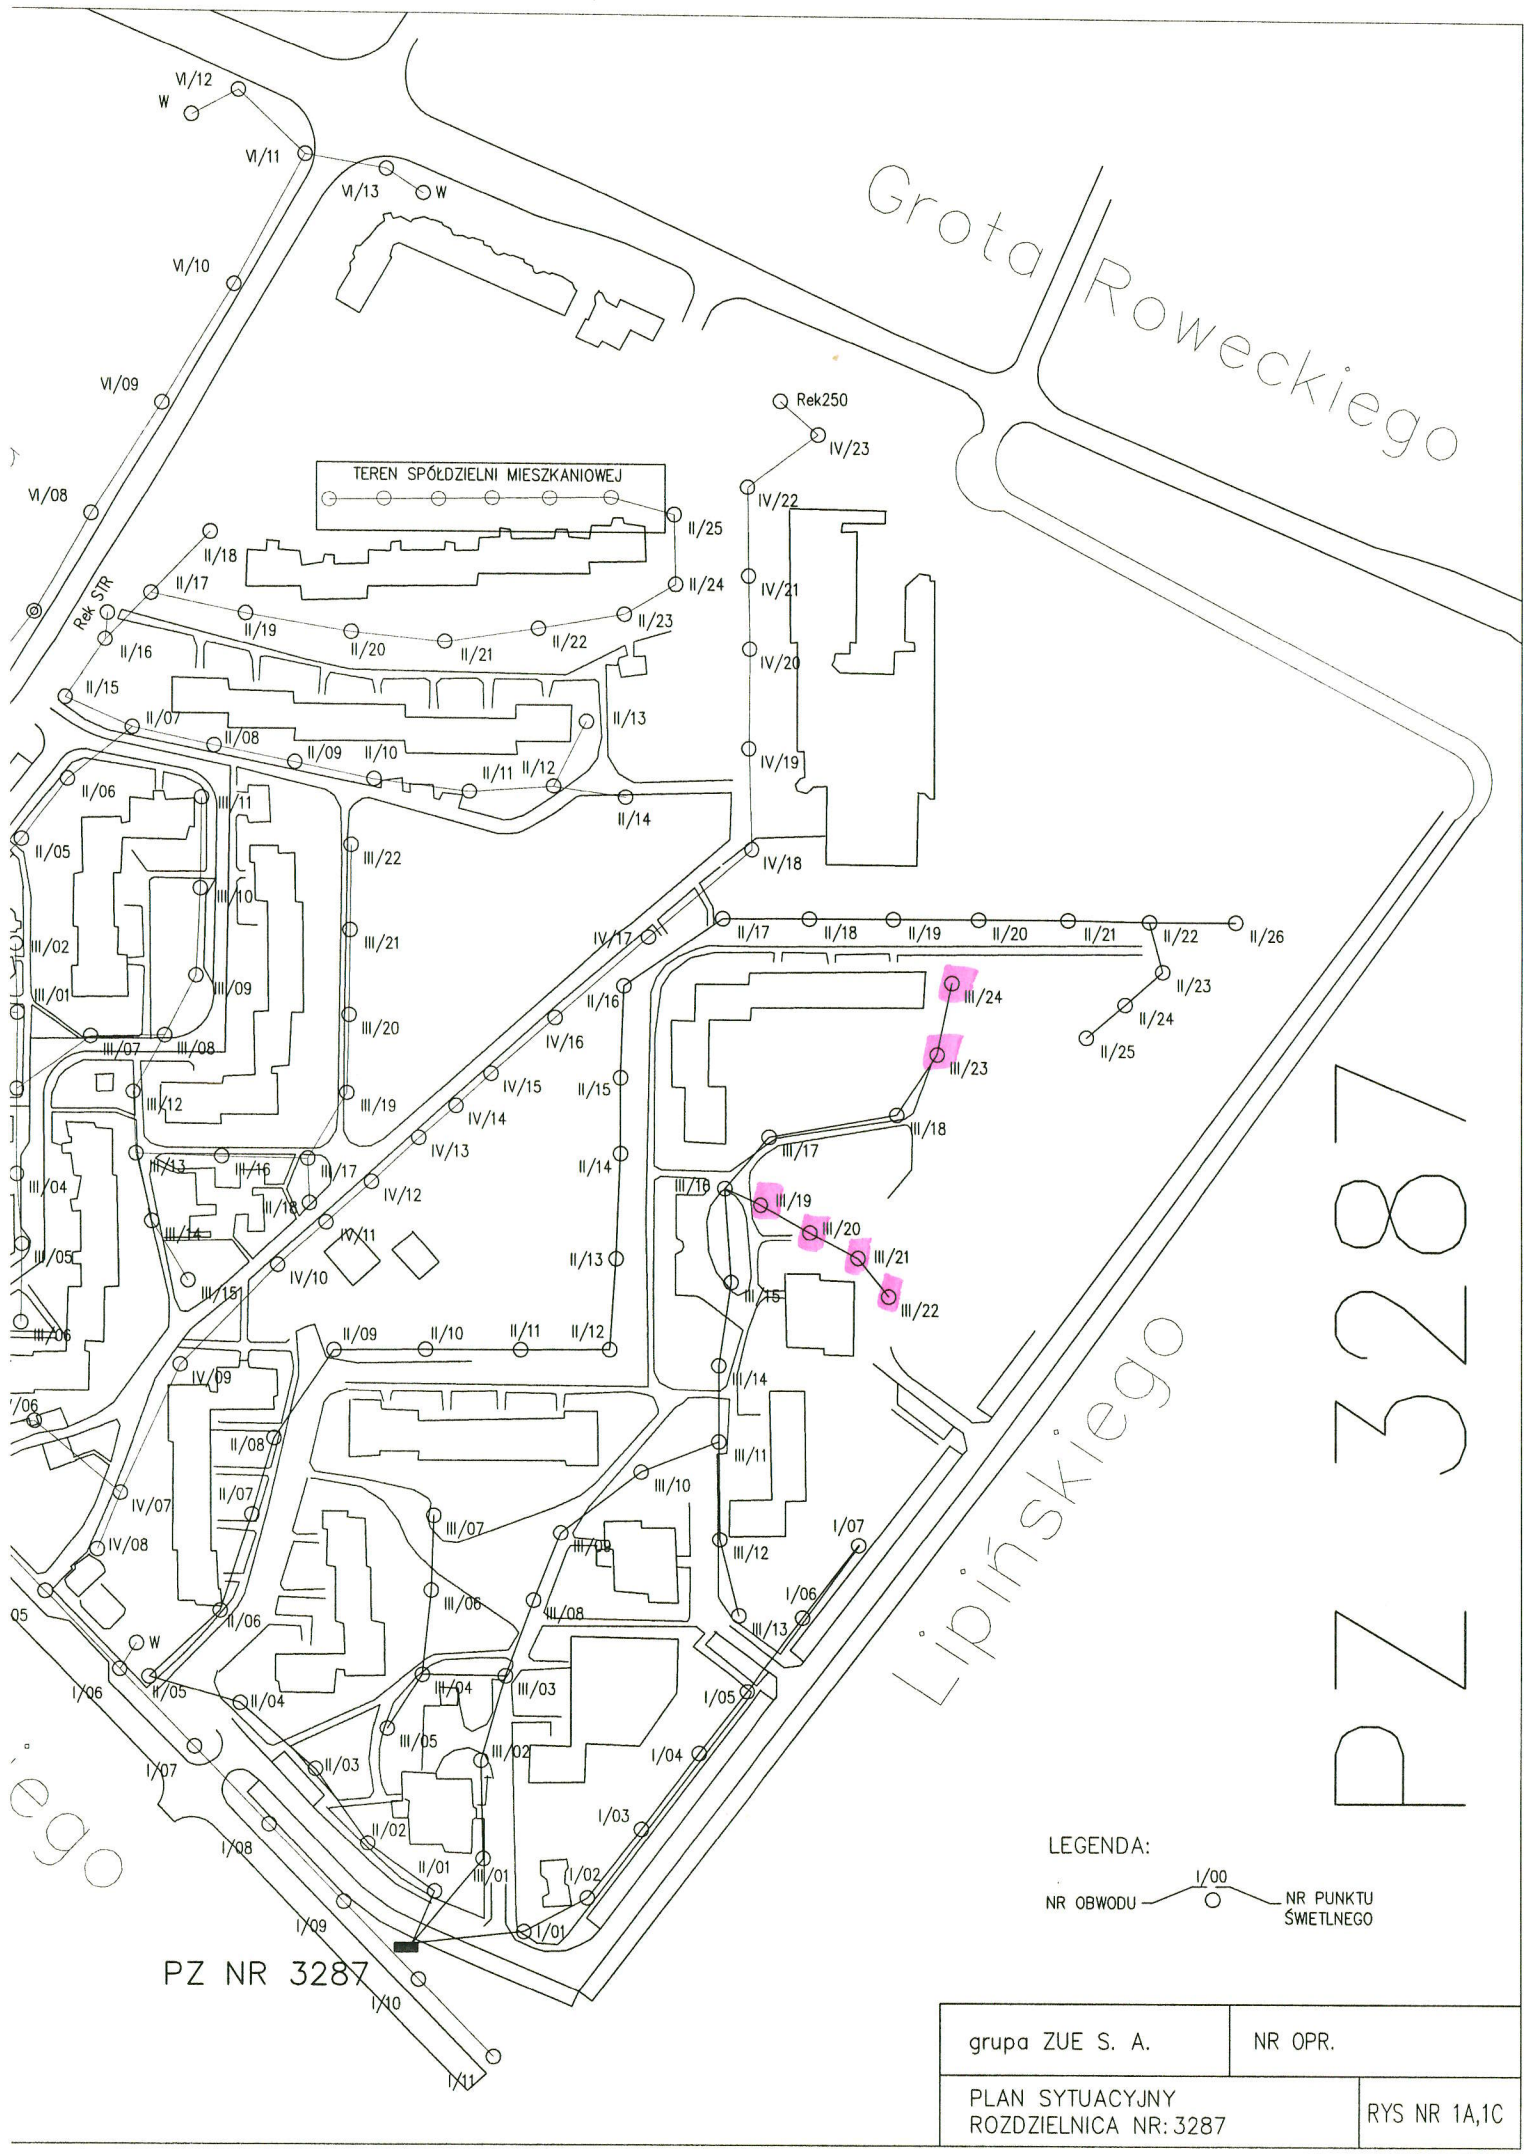 VI/12
W
VI/11
VI/13
W
Grota Roweckiego
VI/10
VI/09
Rek250
IV/23
TEREN SPÓŁDZIELNI MIESZKANIOWEJ
VI/08
IV/22
II/25
II/18
II/17
IV/21
II/24
Rek STR
II/19
II/23
II/20
II/22
II/21
II/16
IV/20
II/15
II/07
II/13
II/08
II/09
II/10
IV/19
II/11
II/12
II/06
III/11
II/14
II/05
III/22
IV/18
III/10
III/02
III/21
IV/17
II/17
II/18
II/19
II/20
II/21
II/22
II/26
III/09
II/23
III/01
II/16
III/24
III/20
IV/16
II/24
III/07
III/08
II/25
III/23
IV/15
II/15
III/12
III/19
IV/14
III/18
IV/13
III/17
III/13
III/16
III/17
II/14
III/04
IV/12
III/16
III/18
III/19
III/14
IV/11
III/20
III/05
IV/10
II/13
III/21
III/15
III/15
III/22
III/06
II/09
II/10
II/11
II/12
IV/09
III/14
/06
II/08
III/11
III/10
IV/07
II/07
III/07
III/09
III/12
I/07
IV/08
05
II/06
III/06
III/08
I/06
III/13
W
I/06
II/05
II/04
III/04
III/03
I/05
III/05
I/07
II/03
III/02
I/04
I/08
II/02
I/03
II/01
III/01
I/02
I/09
I/01
PZ NR 3287
I/10
I/11
Lipińskiego
iego
PZ 3287
LEGENDA:
I/00
NR OBWODU
NR PUNKTU
ŚWIETLNEGO
grupa ZUE S. A.
NR OPR.
PLAN SYTUACYJNY
ROZDZIELNICA NR: 3287
RYS NR 1A,1C